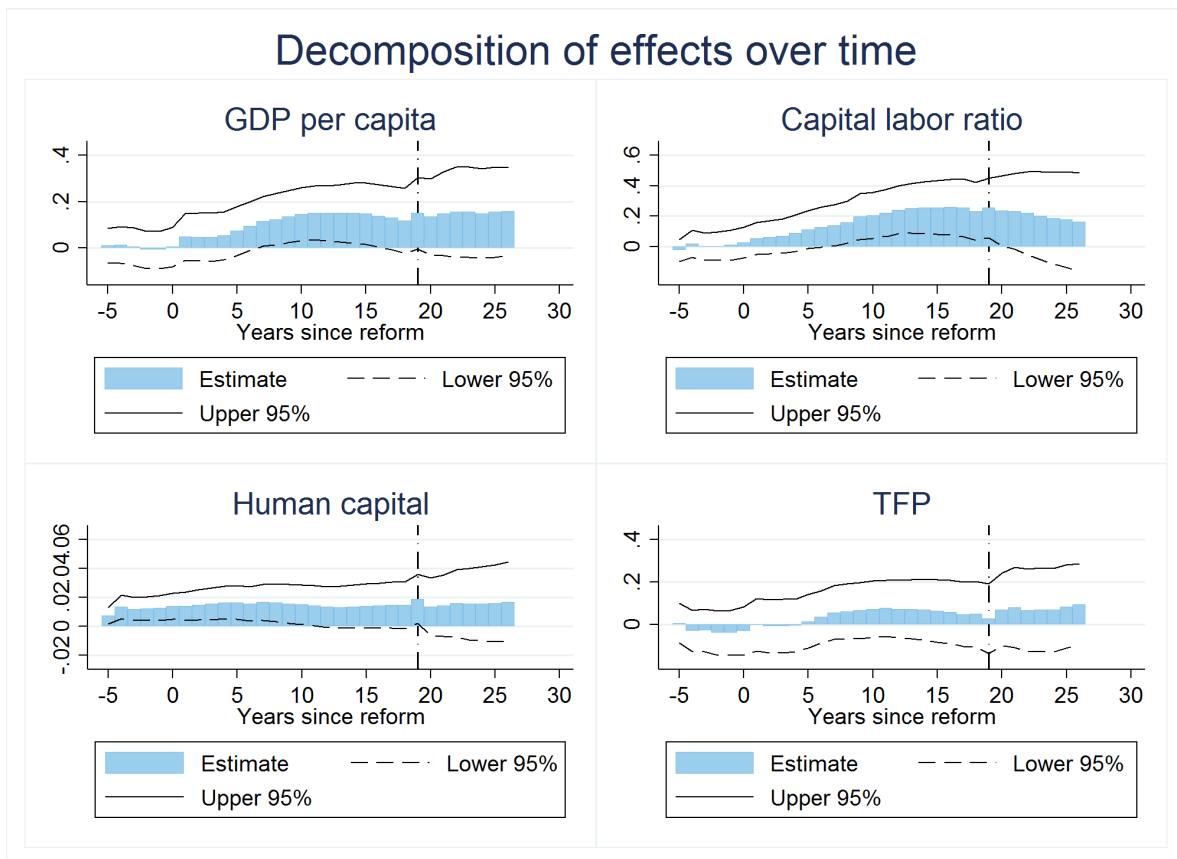 Decomposition of effects over time
GDP per capita
.4
.2
0
-5 0 5 10 15 20 25 30
Years since reform
Estimate Lower 95%
Upper 95%
Capital labor ratio
.6
.4
.2
0
-5 0 5 10 15 20 25 30
Years since reform
Estimate Lower 95%
Upper 95%
Human capital
.06
.04
.02
0
-.02
-5 0 5 10 15 20 25 30
Years since reform
Estimate Lower 95%
Upper 95%
TFP
.4
.2
0
-5 0 5 10 15 20 25 30
Years since reform
Estimate Lower 95%
Upper 95%